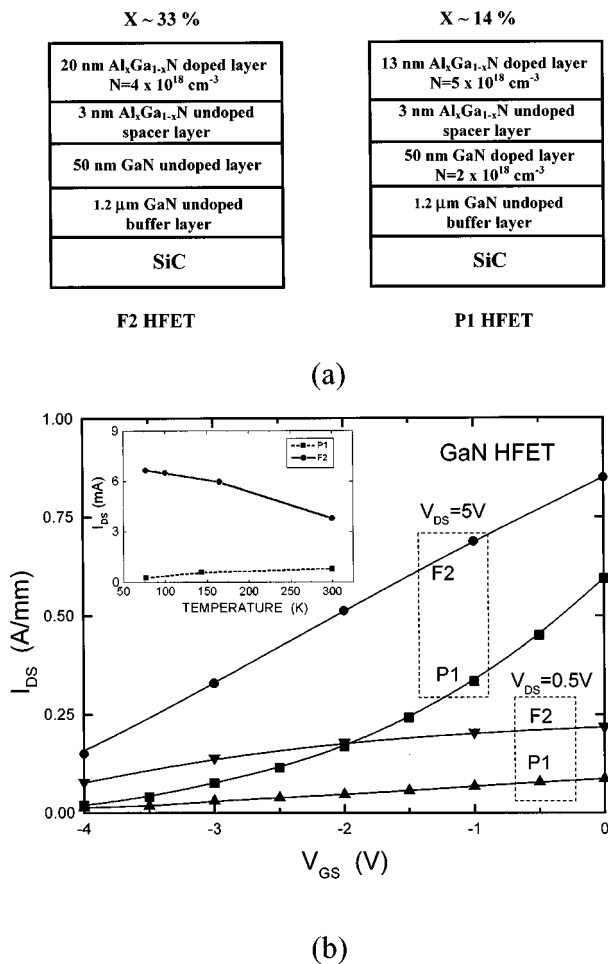 X ~ 33 %
20 nm AlxGa1-xN doped layer
N=4 x 10^18 cm^-3
3 nm AlxGa1-xN undoped
spacer layer
50 nm GaN undoped layer
1.2 μm GaN undoped
buffer layer
SiC
F2 HFET
X ~ 14 %
13 nm AlxGa1-xN doped layer
N=5 x 10^18 cm^-3
3 nm AlxGa1-xN undoped
spacer layer
50 nm GaN doped layer
N=2 x 10^18 cm^-3
1.2 μm GaN undoped
buffer layer
SiC
P1 HFET
(a)
1.00
0.75
0.50
0.25
0.00
I_DS (A/mm)
9
6
3
0
I_DS (mA)
P1
F2
50 100 150 200 250 300
TEMPERATURE (K)
GaN HFET
V_DS=5V
F2
P1
V_DS=0.5V
F2
P1
-4 -3 -2 -1 0
V_GS (V)
(b)